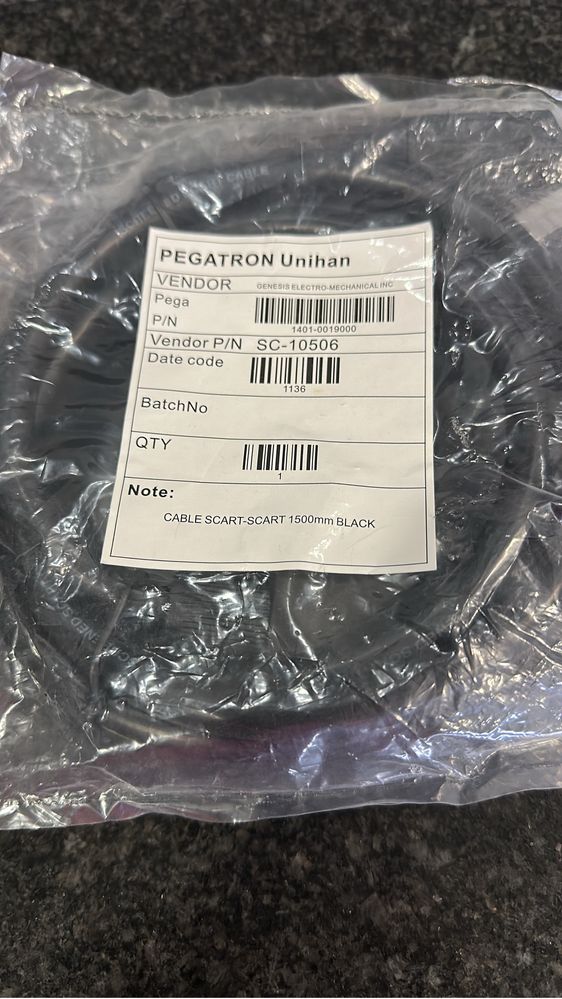 CABLE
PEGATRON Unihan
VENDOR GENESIS ELECTRO-MECHANICAL INC
Pega
P/N
1401-0019000
Vendor P/N SC-10506
Date code
1136
BatchNo
QTY
1
Note:
CABLE SCART-SCART 1500mm BLACK